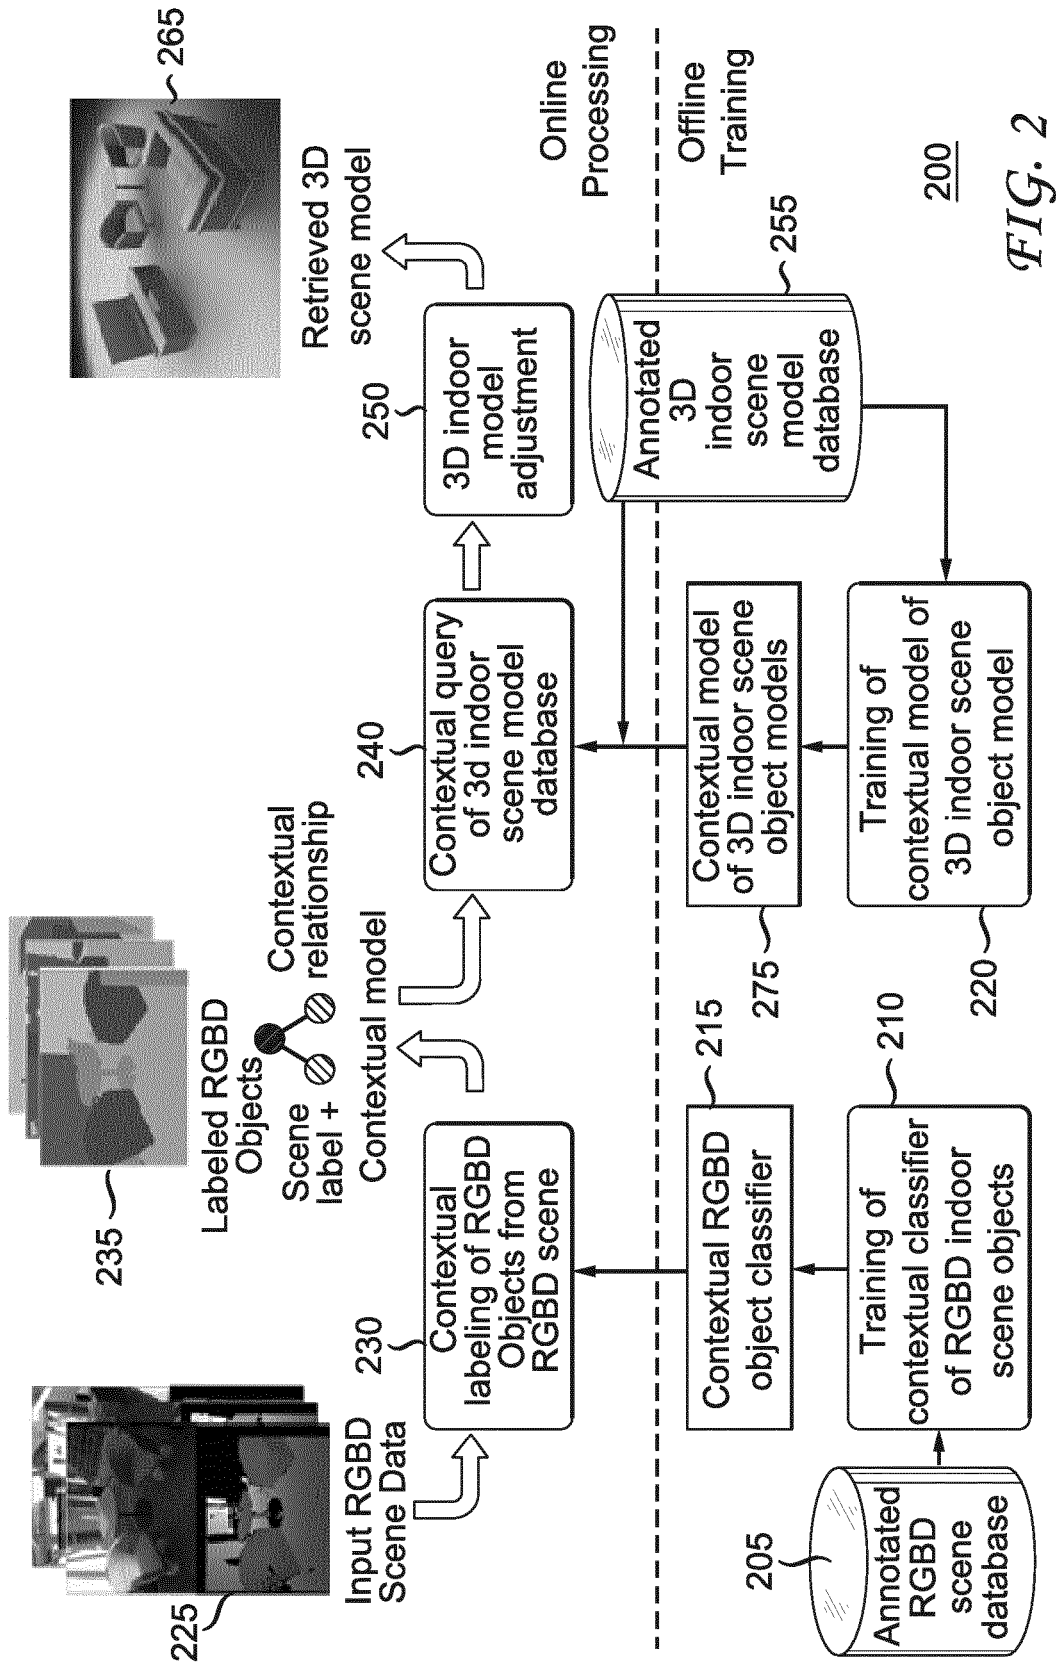 265
Retrieved 3D
scene model
250
3D indoor
model
adjustment
Online
Processing
Offline
Training
Annotated
3D
indoor
scene
model
database
255
235
Labeled RGBD
Objects
Scene
label +
Contextual
relationship
Contextual model
240
Contextual query
of 3d indoor
scene model
database
Contextual model
of 3D indoor scene
object models
275
Training of
contextual model of
3D indoor scene
object model
220
225
Input RGBD
Scene Data
230
Contextual
labeling of RGBD
Objects from
RGBD scene
215
Contextual RGBD
object classifier
210
Training of
contextual classifier
of RGBD indoor
scene objects
205
Annotated
RGBD
scene
database
200
FIG. 2